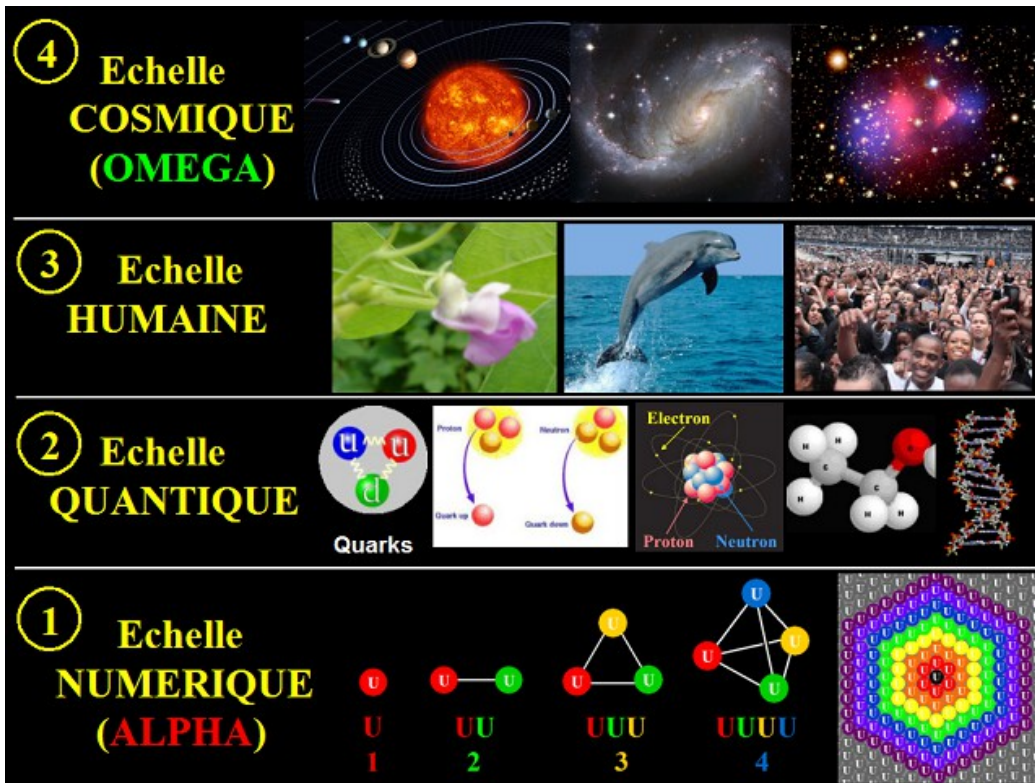 4 Echelle
COSMIQUE
(OMEGA)
3 Echelle
HUMAINE
2 Echelle
QUANTIQUE
u u
d
Quarks
Proton
Neutron
Quark up
Quark down
Electron
Proton Neutron
H H
C C
H H H
1 Echelle
NUMERIQUE
(ALPHA)
U
U U
U
U U
U
U
U
U
U UU UUU UUUU
1 2 3 4